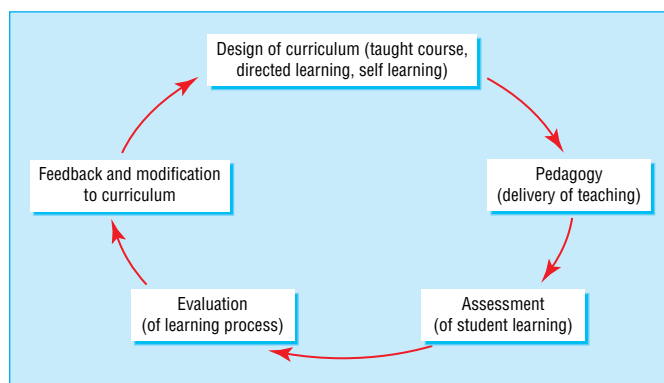 Design of curriculum (taught course,
directed learning, self learning)
Pedagogy
(delivery of teaching)
Assessment
(of student learning)
Evaluation
(of learning process)
Feedback and modification
to curriculum